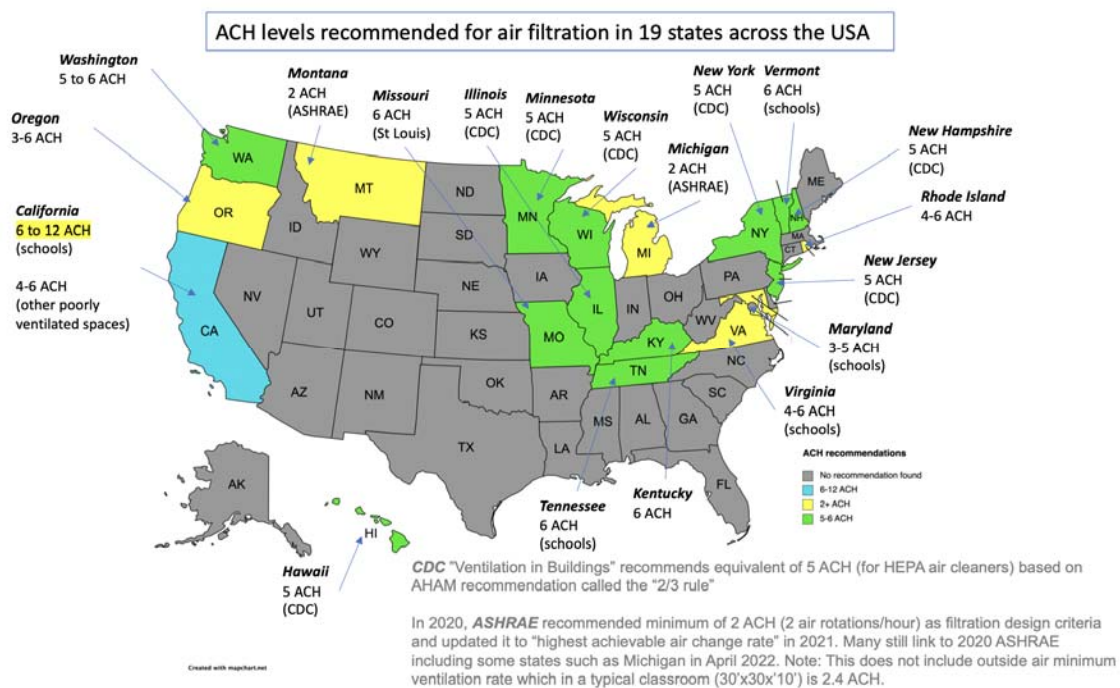 ACH levels recommended for air filtration in 19 states across the USA
Washington
5 to 6 ACH
Oregon
3-6 ACH
California
6 to 12 ACH
(schools)
4-6 ACH
(other poorly
ventilated spaces)
Montana
2 ACH
(ASHRAE)
Missouri
6 ACH
(St Louis)
Illinois
5 ACH
(CDC)
Minnesota
5 ACH
(CDC)
Wisconsin
5 ACH
(CDC)
Michigan
2 ACH
(ASHRAE)
New York
5 ACH
(CDC)
Vermont
6 ACH
(schools)
New Hampshire
5 ACH
(CDC)
Rhode Island
4-6 ACH
New Jersey
5 ACH
(CDC)
Maryland
3-5 ACH
(schools)
Virginia
4-6 ACH
(schools)
Tennessee
6 ACH
(schools)
Kentucky
6 ACH
Hawaii
5 ACH
(CDC)
WA
OR
CA
ID
NV
MT
WY
UT
AZ
CO
NM
ND
SD
NE
KS
OK
TX
MN
IA
MO
AR
LA
WI
IL
MI
IN
OH
KY
TN
MS
AL
GA
FL
SC
NC
VA
WV
PA
NY
NH
ME
MA
CT
AK
HI
ACH recommendations
No recommendation found
6-12 ACH
2+ ACH
5-6 ACH
CDC "Ventilation in Buildings" recommends equivalent of 5 ACH (for HEPA air cleaners) based on
AHAM recommendation called the "2/3 rule"
In 2020, ASHRAE recommended minimum of 2 ACH (2 air rotations/hour) as filtration design criteria
and updated it to "highest achievable air change rate" in 2021. Many still link to 2020 ASHRAE
including some states such as Michigan in April 2022. Note: This does not include outside air minimum
ventilation rate which in a typical classroom (30'x30x'10') is 2.4 ACH.
Created with mapchart.net